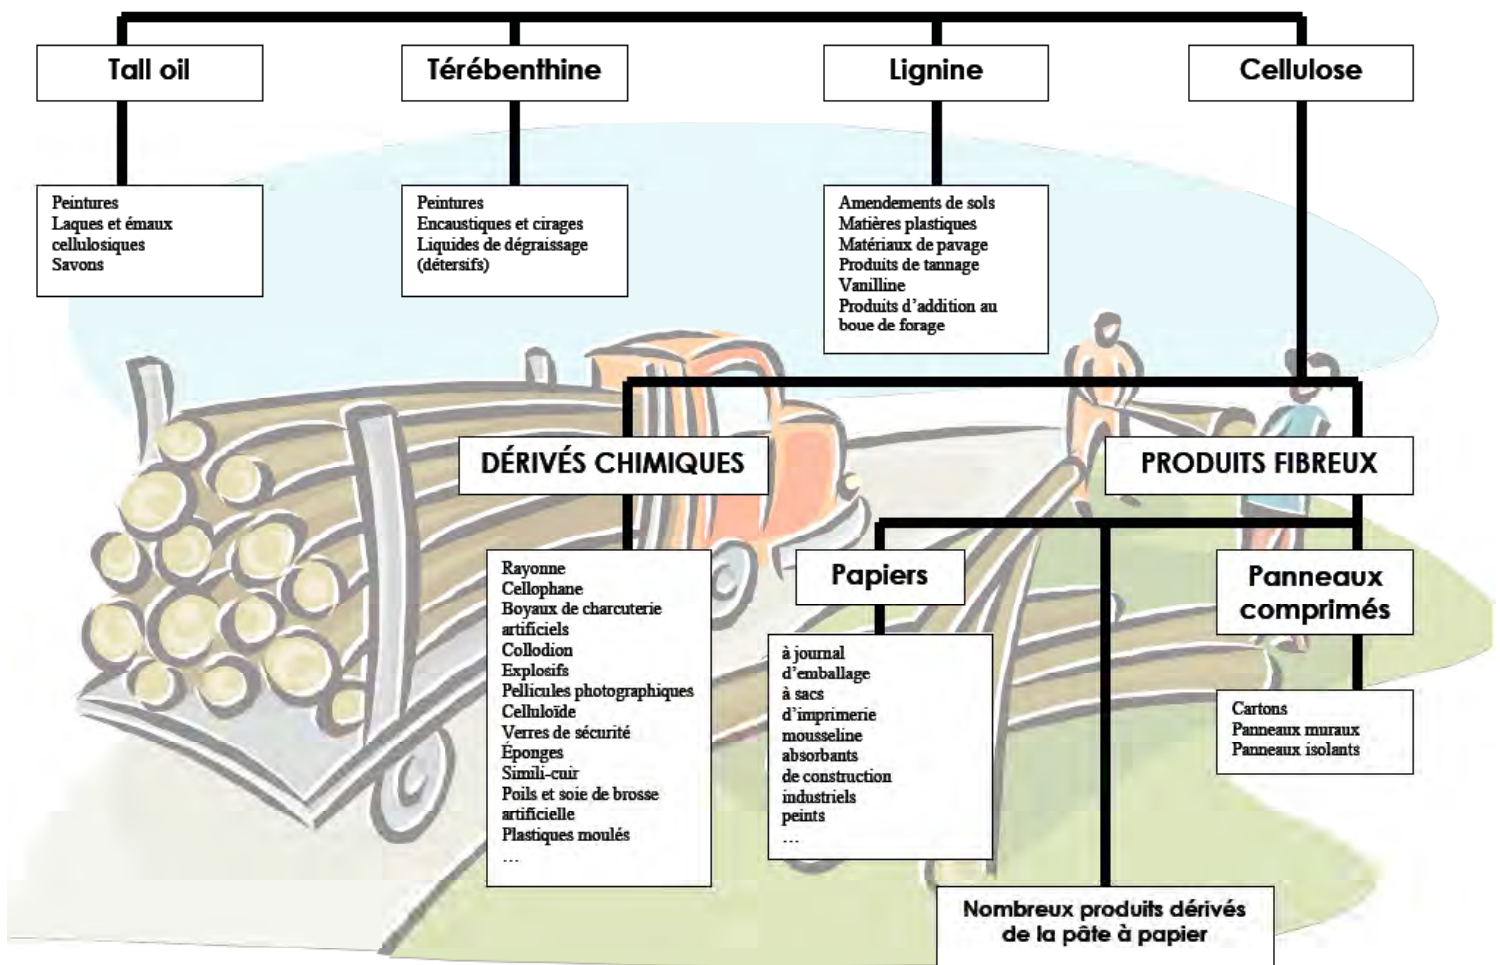 Tall oil
Térébenthine
Lignine
Cellulose
Peintures
Laques et émaux
cellulosiques
Savons
Peintures
Encaustiques et cirages
Liquides de dégraissage
(détersifs)
Amendements de sols
Matières plastiques
Matériaux de pavage
Produits de tannage
Vanilline
Produits d'addition au
boue de forage
DÉRIVÉS CHIMIQUES
PRODUITS FIBREUX
Rayonne
Cellophane
Boyaux de charcuterie
artificiels
Collodion
Explosifs
Pellicules photographiques
Celluloïde
Verres de sécurité
Éponges
Simili-cuir
Poils et soie de brosse
artificielle
Plastiques moulés
…
Papiers
à journal
d'emballage
à sacs
d'imprimerie
mousseline
absorbants
de construction
industriels
peints
…
Panneaux
comprimés
Cartons
Panneaux muraux
Panneaux isolants
Nombreux produits dérivés
de la pâte à papier